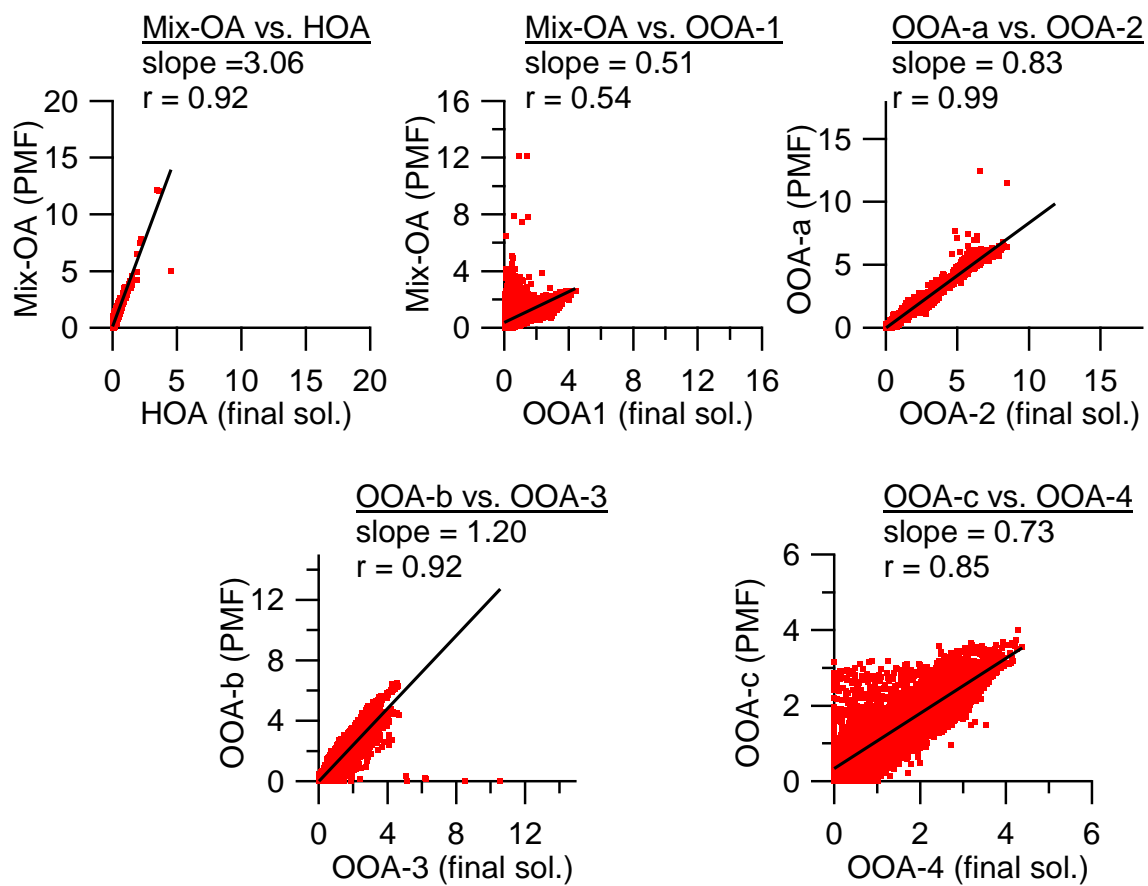 Mix-OA vs. HOA
slope =3.06
r = 0.92
20
15
10
5
0
Mix-OA (PMF)
0 5 10 15 20
HOA (final sol.)
Mix-OA vs. OOA-1
slope = 0.51
r = 0.54
16
12
8
4
0
Mix-OA (PMF)
0 4 8 12 16
OOA1 (final sol.)
OOA-a vs. OOA-2
slope = 0.83
r = 0.99
15
10
5
0
OOA-a (PMF)
0 5 10 15
OOA-2 (final sol.)
OOA-b vs. OOA-3
slope = 1.20
r = 0.92
12
8
4
0
OOA-b (PMF)
0 4 8 12
OOA-3 (final sol.)
OOA-c vs. OOA-4
slope = 0.73
r = 0.85
6
4
2
0
OOA-c (PMF)
0 2 4 6
OOA-4 (final sol.)